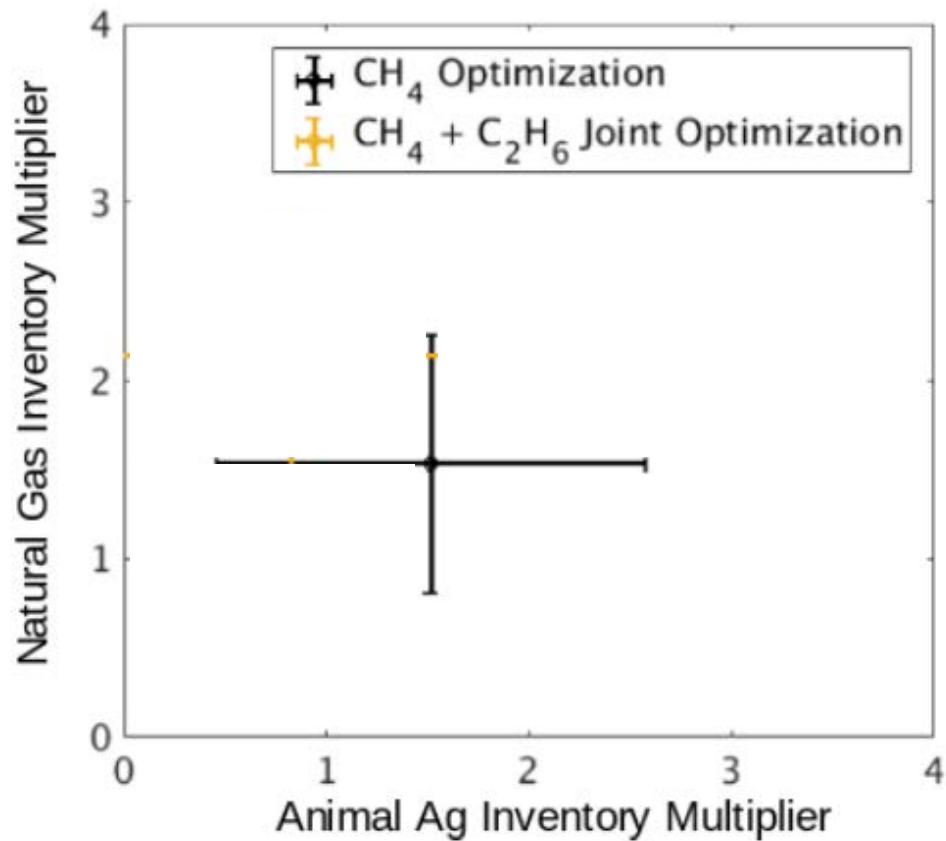 4
CH₄ Optimization
CH₄ + C₂H₆ Joint Optimization
3
2
1
0
Natural Gas Inventory Multiplier
0 1 2 3 4
Animal Ag Inventory Multiplier